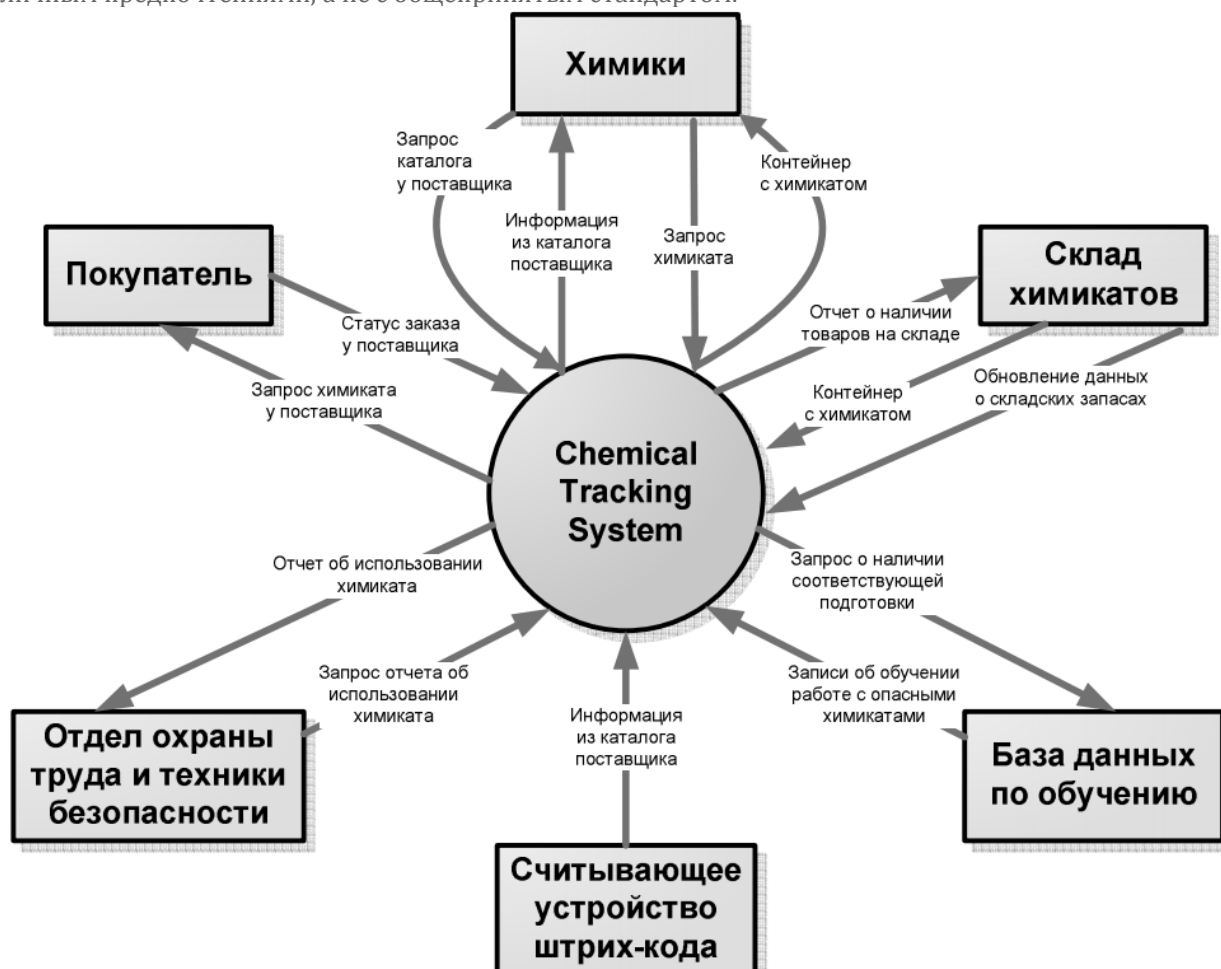 а не с общепринятым стандартом.
Химики
Запрос
каталога
у поставщика
Информация
из каталога
поставщика
Запрос
химиката
Контейнер
с химикатом
Покупатель
Склад
химикатов
Статус заказа
у поставщика
Запрос химиката
у поставщика
Отчет о наличии
товаров на складе
Контейнер
с химикатом
Обновление данных
о складских запасах
Chemical
Tracking
System
Отчет об использовании
химиката
Запрос отчета об
использовании
химиката
Информация
из каталога
поставщика
Запрос о наличии
соответствующей
подготовки
Записи об обучении
работе с опасными
химикатами
Отдел охраны
труда и техники
безопасности
Считывающее
устройство
штрих-кода
База данных
по обучению